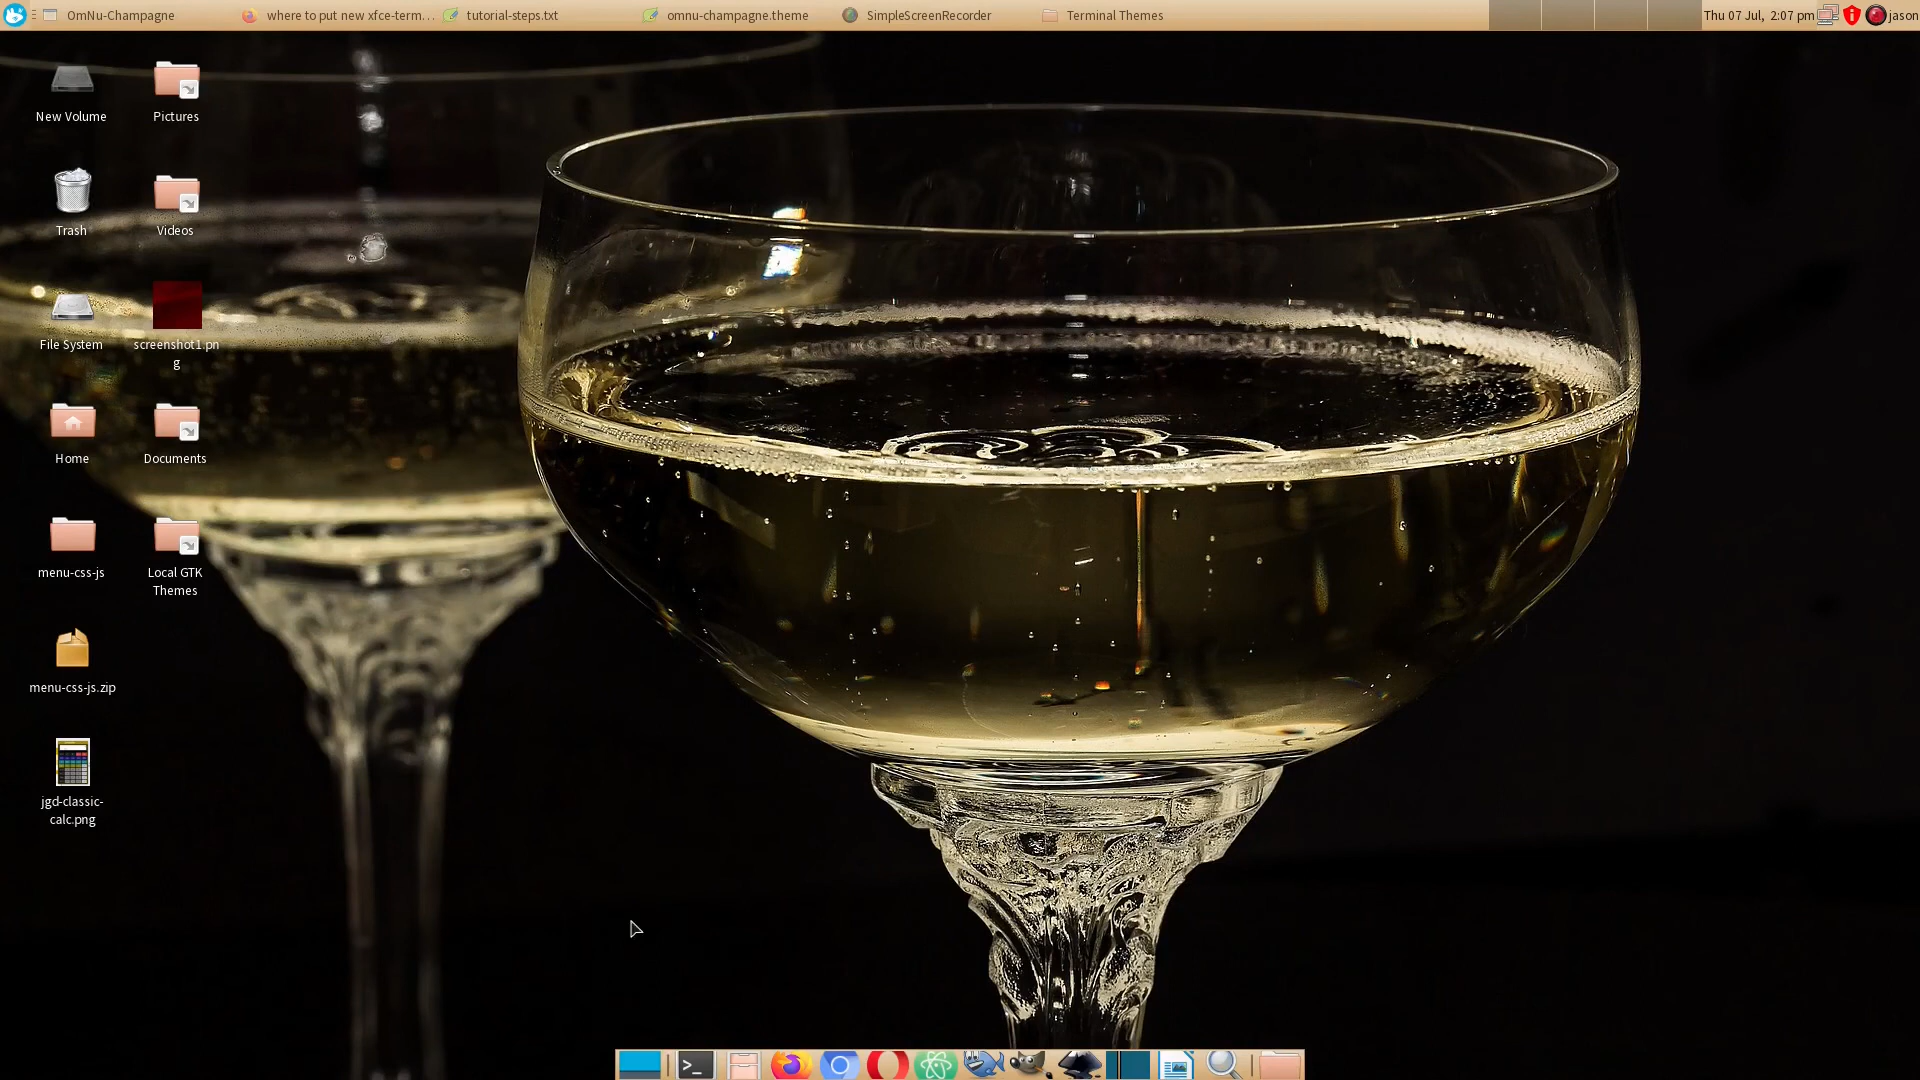 OmNu-Champagne
where to put new xfce-term...
tutorial-steps.txt
omnu-champagne.theme
SimpleScreenRecorder
Terminal Themes
Thu 07 Jul, 2:07 pm
jason
New Volume
Pictures
Trash
Videos
File System
screenshot1.pn
g
Home
Documents
menu-css-js
Local GTK
Themes
menu-css-js.zip
jgd-classic-
calc.png